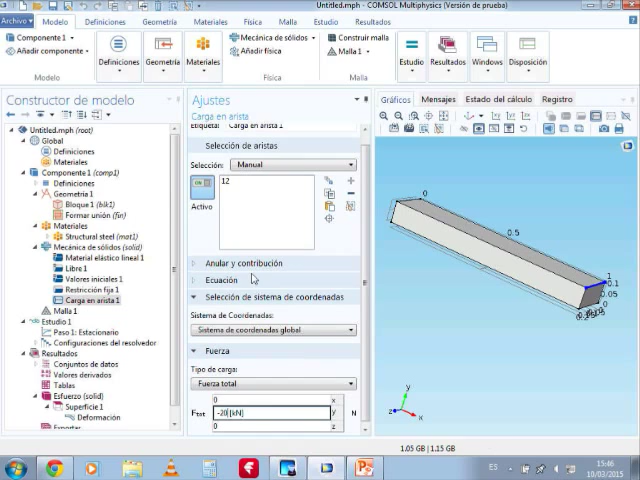 Untitled.mph - COMSOL Multiphysics (Versión de prueba)
Archivo
Modelo
Definiciones
Geometría
Materiales
Física
Malla
Estudio
Resultados
Componente 1
Añadir componente
Definiciones
Geometría
Materiales
Mecánica de sólidos
Añadir física
Construir malla
Malla 1
Estudio
Resultados
Windows
Disposición
Modelo
Física
Malla
Constructor de modelo
Untitled.mph (root)
Global
Definiciones
Materiales
Componente 1 (comp1)
Definiciones
Geometría 1
Bloque 1 (blk1)
Formar unión (fin)
Materiales
Structural steel (mat1)
Mecánica de sólidos (solid)
Material elástico lineal 1
Libre 1
Valores iniciales 1
Restricción fija 1
Carga en arista 1
Malla 1
Estudio 1
Paso 1: Estacionario
Configuraciones del resolvedor
Resultados
Conjuntos de datos
Valores derivados
Tablas
Esfuerzo (solid)
Superficie 1
Deformación
Ajustes
Carga en arista
Etiqueta: Carga en arista 1
Selección de aristas
Selección: Manual
12
Activo
Anular y contribución
Ecuación
Selección de sistema de coordenadas
Sistema de Coordenadas:
Sistema de coordenadas global
Fuerza
Tipo de carga:
Fuerza total
0 x
Ftot -20[kN] y N
0 z
Gráficos
Mensajes
Estado del cálculo
Registro
0
0.5
1
0.1
0.05
0
y
z
x
1.05 GB | 1.15 GB
ES
15:46
10/03/2015